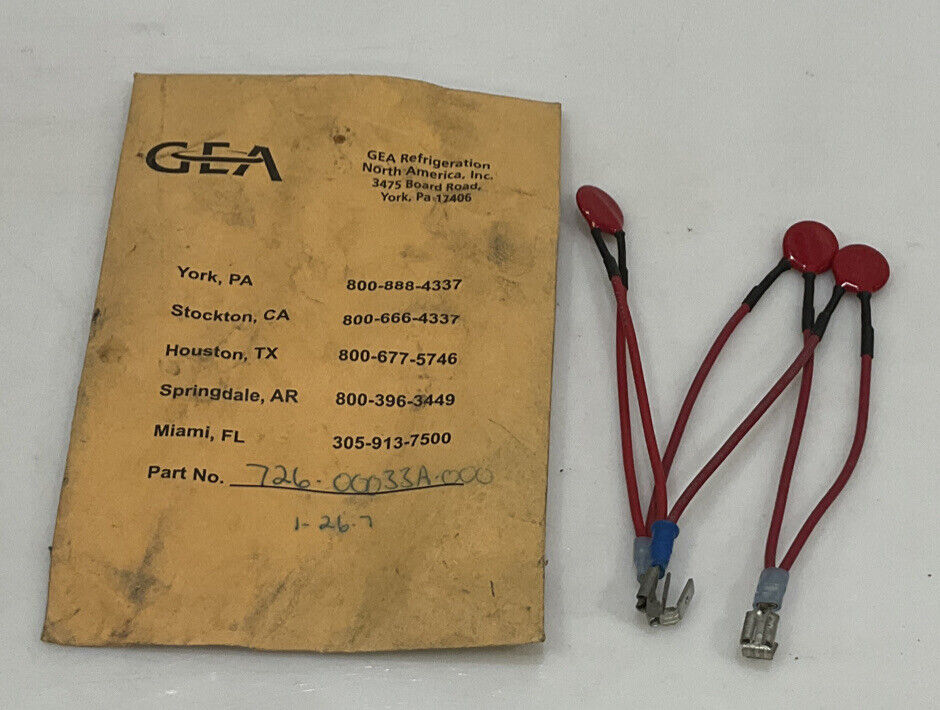 GEA
GEA Refrigeration
North America, Inc.
3475 Board Road,
York, Pa 17406
York, PA 800-888-4337
Stockton, CA 800-666-4337
Houston, TX 800-677-5746
Springdale, AR 800-396-3449
Miami, FL 305-913-7500
Part No. 726-00033A-000
1-26-7